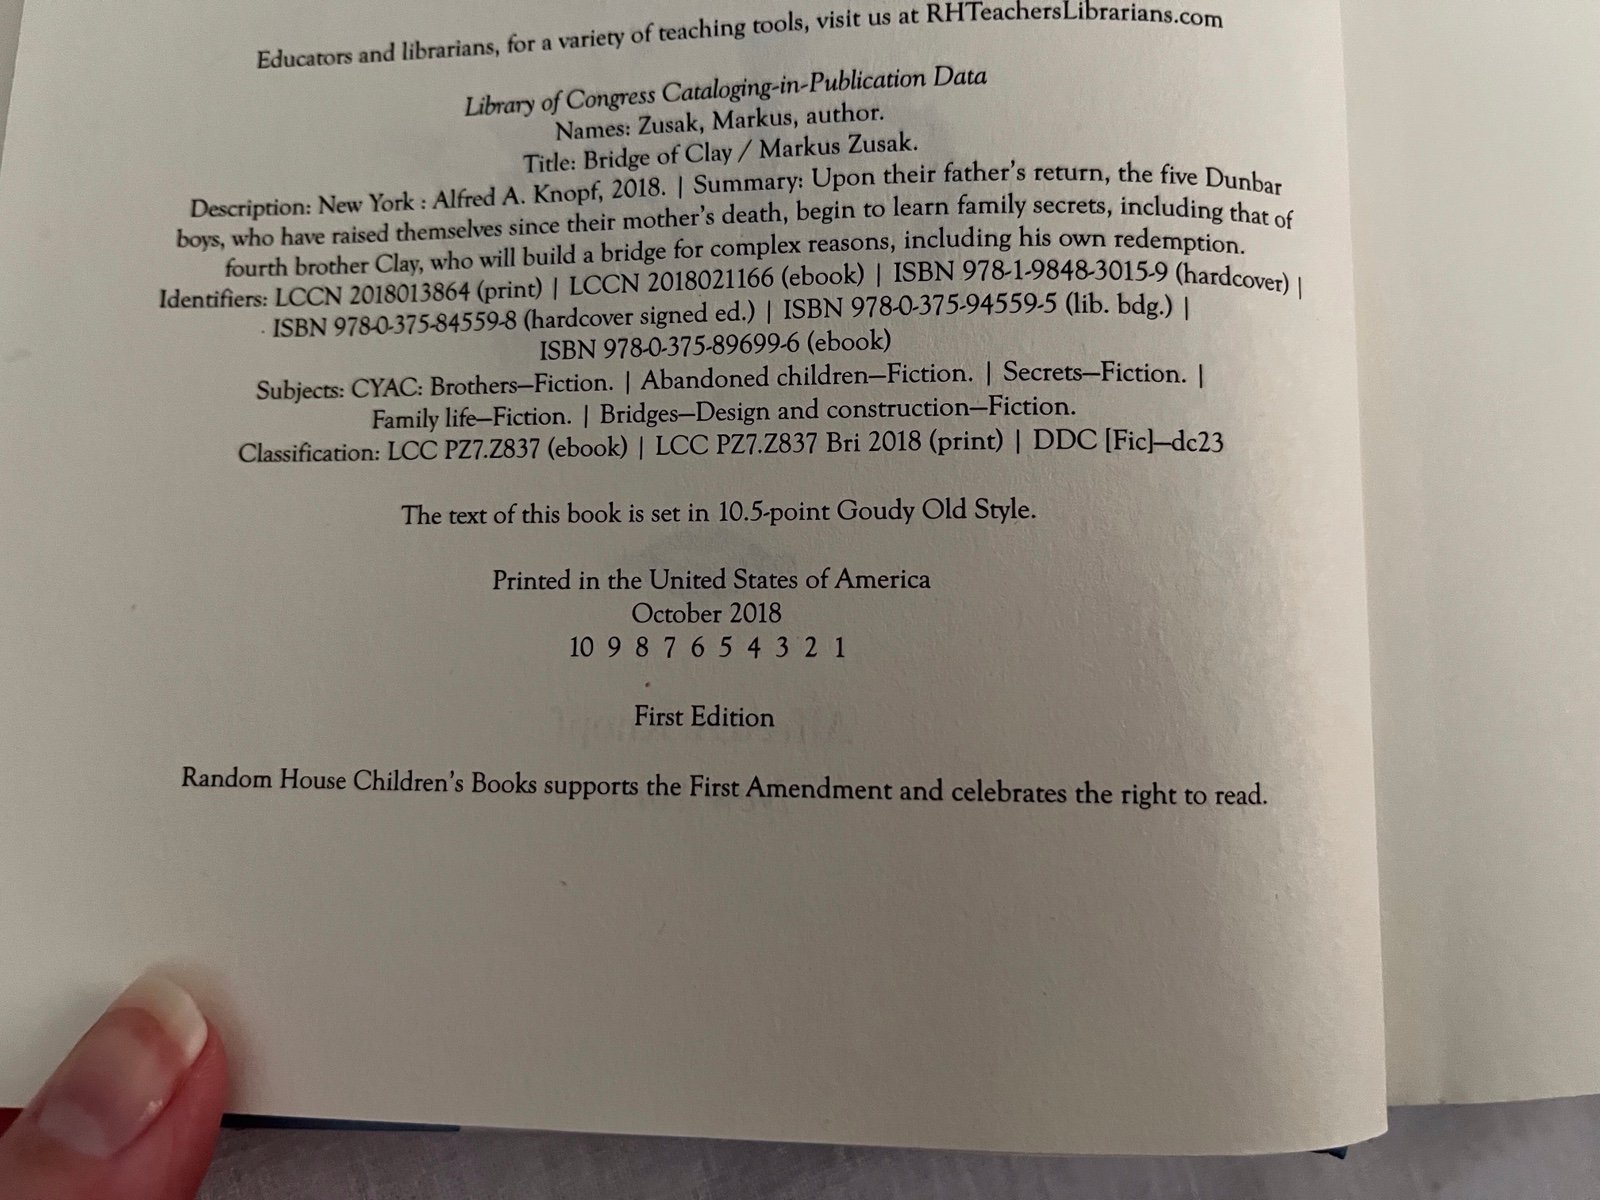 Educators and librarians, for a variety of teaching tools, visit us at RHTeachersLibrarians.com
Library of Congress Cataloging-in-Publication Data
Names: Zusak, Markus, author.
Title: Bridge of Clay / Markus Zusak.
Description: New York : Alfred A. Knopf, 2018. | Summary: Upon their father's return, the five Dunbar
boys, who have raised themselves since their mother's death, begin to learn family secrets, including that of
fourth brother Clay, who will build a bridge for complex reasons, including his own redemption.
Identifiers: LCCN 2018013864 (print) | LCCN 2018021166 (ebook) | ISBN 978-1-9848-3015-9 (hardcover) |
ISBN 978-0-375-84559-8 (hardcover signed ed.) | ISBN 978-0-375-94559-5 (lib. bdg.) |
ISBN 978-0-375-89699-6 (ebook)
Subjects: CYAC: Brothers—Fiction. | Abandoned children—Fiction. | Secrets—Fiction. |
Family life—Fiction. | Bridges—Design and construction—Fiction.
Classification: LCC PZ7.Z837 (ebook) | LCC PZ7.Z837 Bri 2018 (print) | DDC [Fic]—dc23
The text of this book is set in 10.5-point Goudy Old Style.
Printed in the United States of America
October 2018
10 9 8 7 6 5 4 3 2 1
First Edition
Random House Children's Books supports the First Amendment and celebrates the right to read.